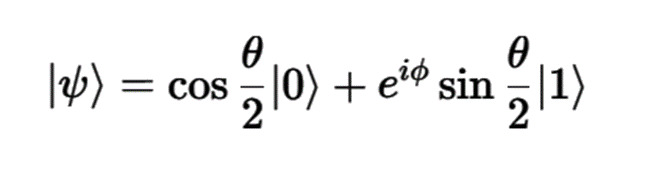 |ψ⟩ = cos θ/2 |0⟩ + e^{iϕ} sin θ/2 |1⟩